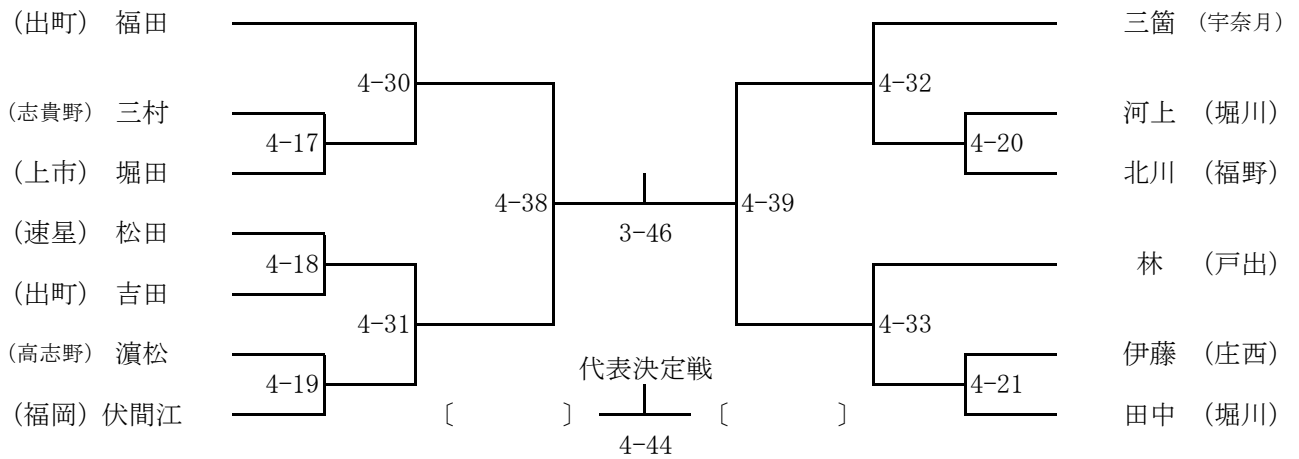 (出町) 福田
三箇 (宇奈月)
4-30
4-32
(志貴野) 三村
河上 (堀川)
4-17
4-20
(上市) 堀田
北川 (福野)
4-38
4-39
(速星) 松田
3-46
4-18
林 (戸出)
(出町) 吉田
4-31
4-33
(高志野) 濵松
伊藤 (庄西)
代表決定戦
4-19
4-21
(福岡) 伏間江
〔 〕 〔 〕
田中 (堀川)
4-44